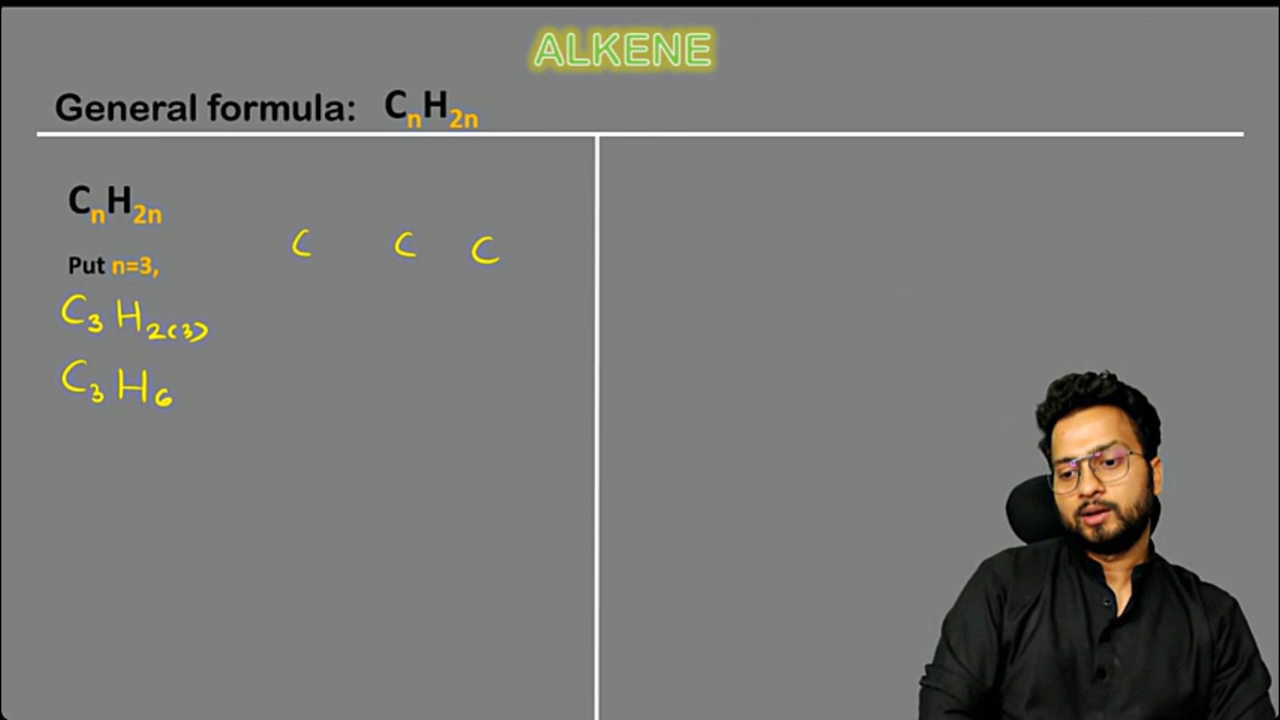 ALKENE
General formula: CₙH₂ₙ
CₙH₂ₙ
Put n=3,
C C C
C₃ H₂₍₃₎
C₃ H₆